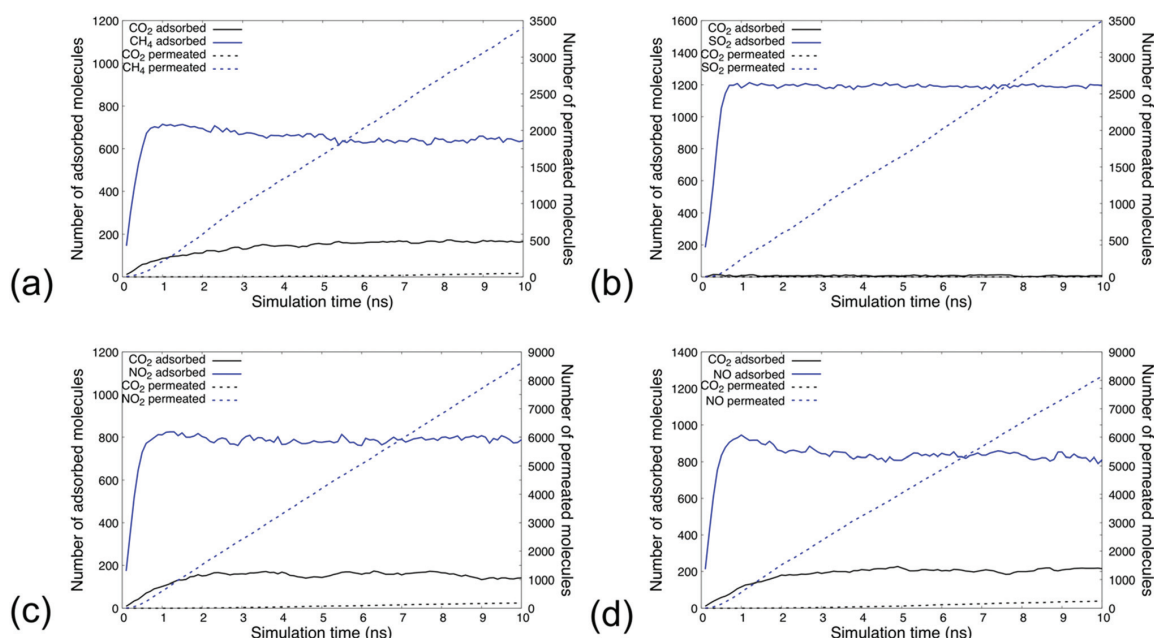 CO2 adsorbed
CH4 adsorbed
CO2 permeated
CH4 permeated
Number of adsorbed molecules
1200
1000
800
600
400
200
0
Number of permeated molecules
3500
3000
2500
2000
1500
1000
500
0
0 1 2 3 4 5 6 7 8 9 10
Simulation time (ns)
(a)
CO2 adsorbed
SO2 adsorbed
CO2 permeated
SO2 permeated
Number of adsorbed molecules
1600
1400
1200
1000
800
600
400
200
0
Number of permeated molecules
3500
3000
2500
2000
1500
1000
500
0
0 1 2 3 4 5 6 7 8 9 10
Simulation time (ns)
(b)
CO2 adsorbed
NO2 adsorbed
CO2 permeated
NO2 permeated
Number of adsorbed molecules
1200
1000
800
600
400
200
0
Number of permeated molecules
9000
8000
7000
6000
5000
4000
3000
2000
1000
0
0 1 2 3 4 5 6 7 8 9 10
Simulation time (ns)
(c)
CO2 adsorbed
NO adsorbed
CO2 permeated
NO permeated
Number of adsorbed molecules
1400
1200
1000
800
600
400
200
0
Number of permeated molecules
9000
8000
7000
6000
5000
4000
3000
2000
1000
0
0 1 2 3 4 5 6 7 8 9 10
Simulation time (ns)
(d)